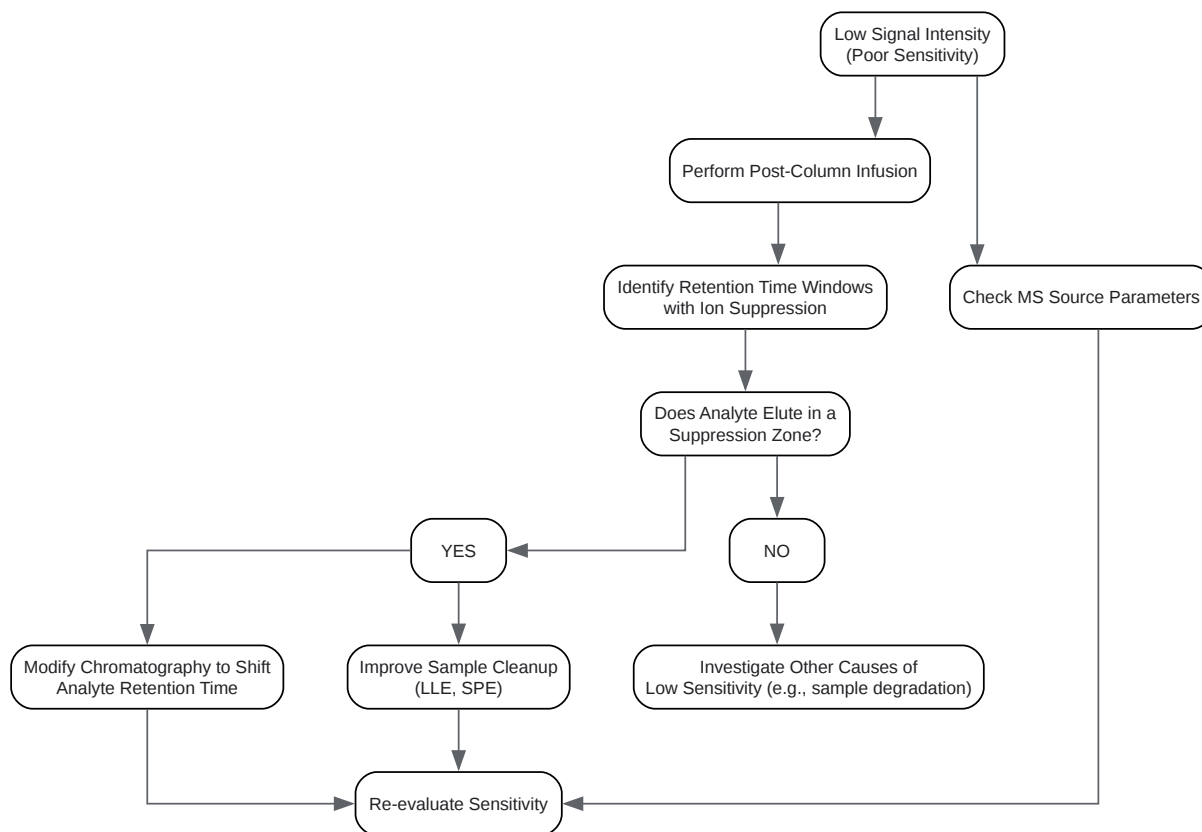 Low Signal Intensity
(Poor Sensitivity)
Perform Post-Column Infusion
Identify Retention Time Windows
with Ion Suppression
Check MS Source Parameters
Does Analyte Elute in a
Suppression Zone?
YES
NO
Modify Chromatography to Shift
Analyte Retention Time
Improve Sample Cleanup
(LLE, SPE)
Investigate Other Causes of
Low Sensitivity (e.g., sample degradation)
Re-evaluate Sensitivity